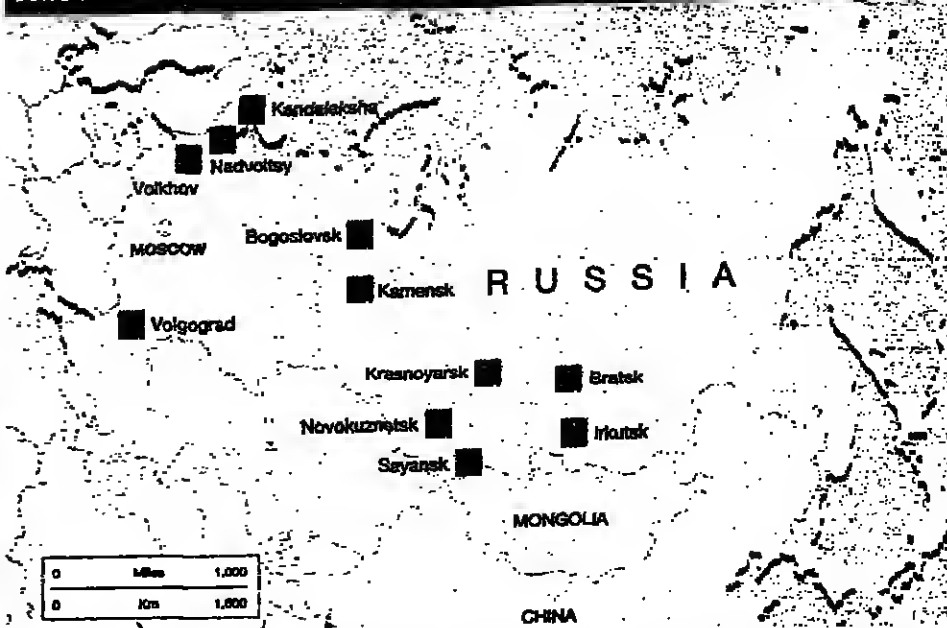 Kandalaksha
Nadvoitsy
Volkhov
Bogoslovsk
MOSCOW
RUSSIA
Kamensk
Volgograd
Krasnoyarsk
Bratsk
Novokuznetsk
Irkutsk
Sayansk
MONGOLIA
0 Miles 1,000
0 Km 1,600
CHINA